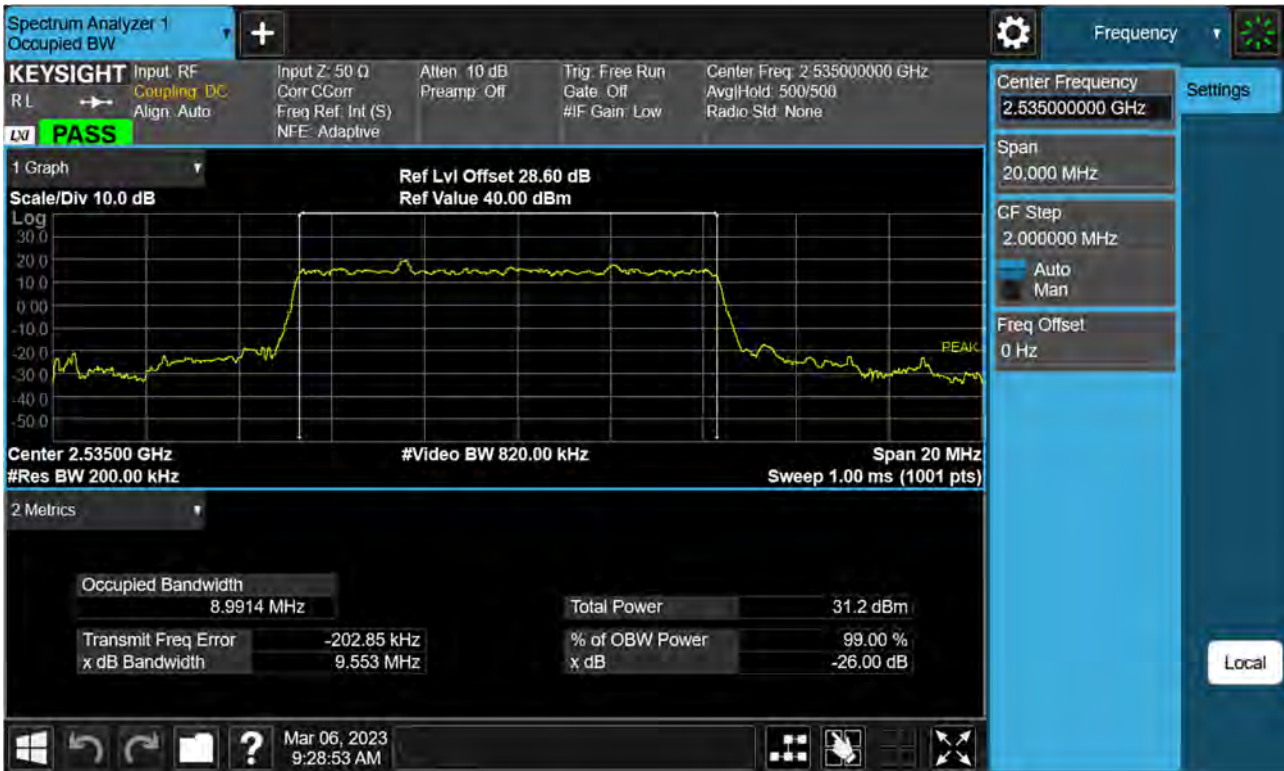 Spectrum Analyzer 1
Occupied BW
Frequency
KEYSIGHT
R L
LXI
PASS
Input: RF
Coupling: DC
Align: Auto
Input Z: 50 Ω
Corr CCorr
Freq Ref: Int (S)
NFE: Adaptive
Atten: 10 dB
Preamp: Off
Trig: Free Run
Gate: Off
#IF Gain: Low
Center Freq: 2.535000000 GHz
Avg|Hold: 500/500
Radio Std: None
Center Frequency
2.535000000 GHz
Settings
Span
20.000 MHz
CF Step
2.000000 MHz
Auto
Man
Freq Offset
0 Hz
1 Graph
Scale/Div 10.0 dB
Ref Lvl Offset 28.60 dB
Ref Value 40.00 dBm
Log
30.0
20.0
10.0
0.00
-10.0
-20.0
-30.0
-40.0
-50.0
PEAK
Center 2.53500 GHz
#Video BW 820.00 kHz
Span 20 MHz
#Res BW 200.00 kHz
Sweep 1.00 ms (1001 pts)
2 Metrics
Occupied Bandwidth
8.9914 MHz
Total Power 31.2 dBm
Transmit Freq Error -202.85 kHz
% of OBW Power 99.00 %
x dB Bandwidth 9.553 MHz
x dB -26.00 dB
Local
Mar 06, 2023
9:28:53 AM